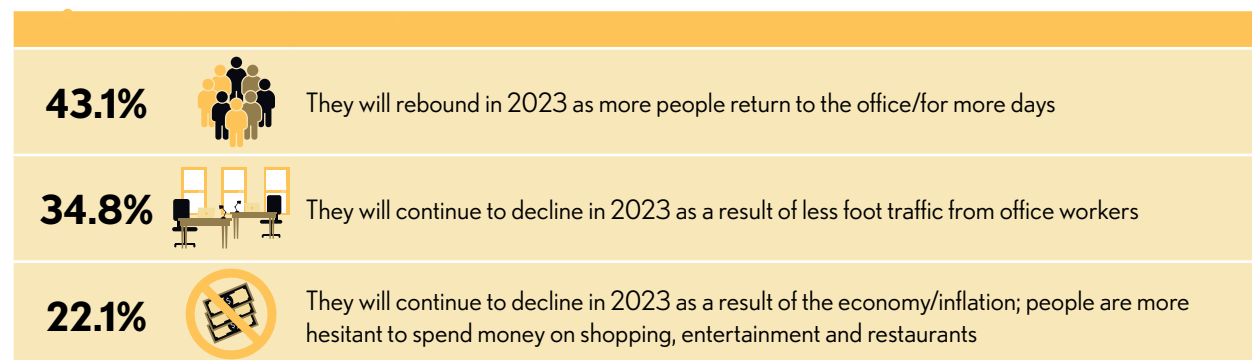 43.1%
They will rebound in 2023 as more people return to the office/for more days
34.8%
They will continue to decline in 2023 as a result of less foot traffic from office workers
22.1%
They will continue to decline in 2023 as a result of the economy/inflation; people are more
hesitant to spend money on shopping, entertainment and restaurants